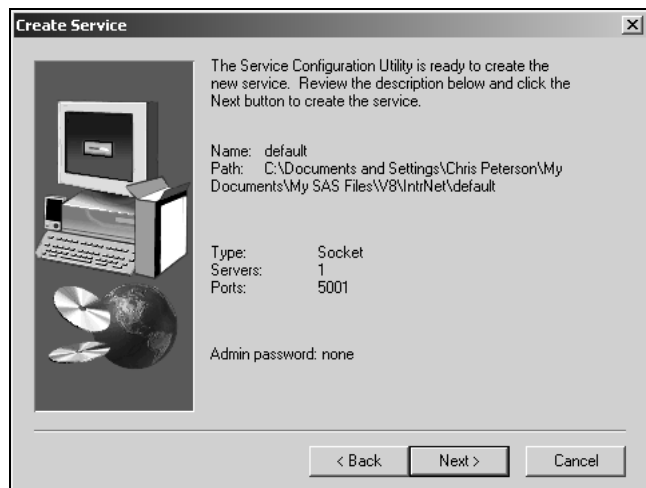 Create Service
The Service Configuration Utility is ready to create the
new service. Review the description below and click the
Next button to create the service.
Name: default
Path: C:\Documents and Settings\Chris Peterson\My
Documents\My SAS Files\V8\IntrNet\default
Type: Socket
Servers: 1
Ports: 5001
Admin password: none
< Back Next > Cancel